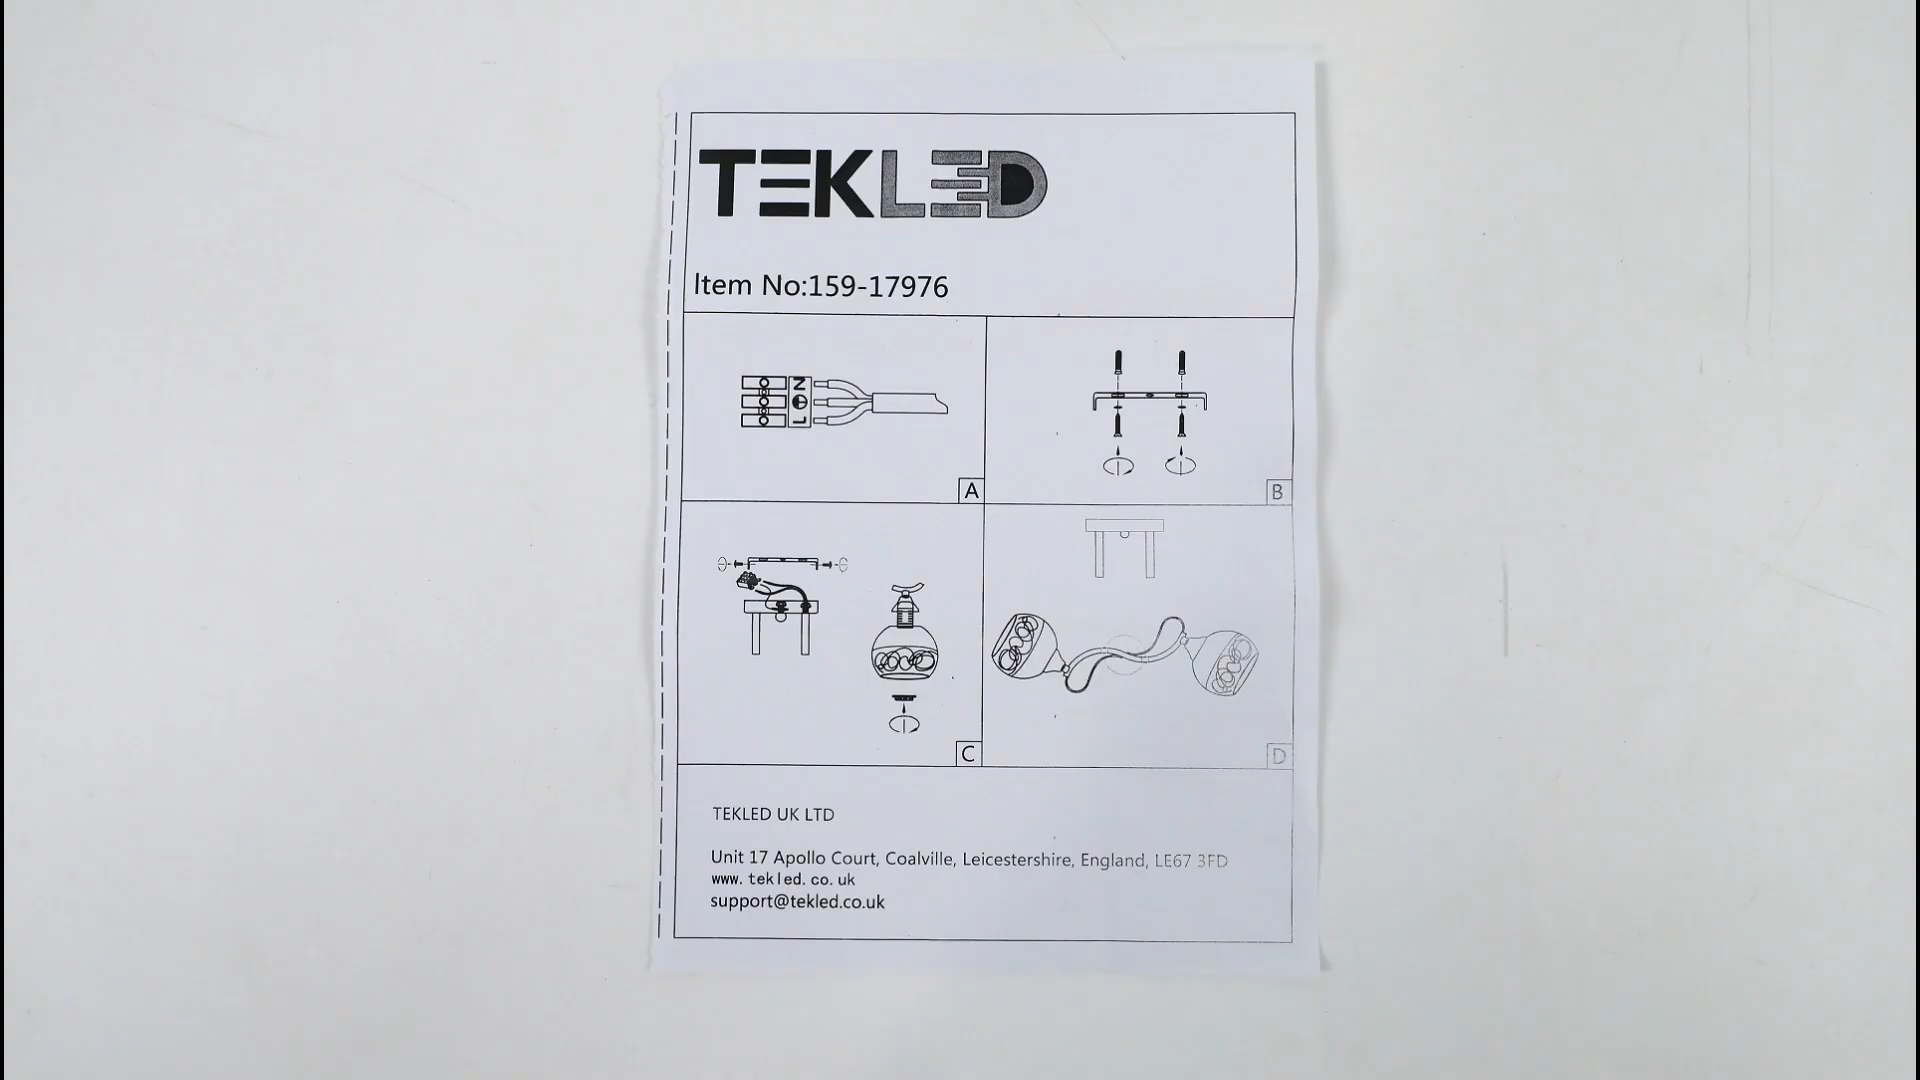 TEKLED
Item No:159-17976
N
L
A
B
C
D
TEKLED UK LTD
Unit 17 Apollo Court, Coalville, Leicestershire, England, LE67 3FD
www.tekled.co.uk
support@tekled.co.uk